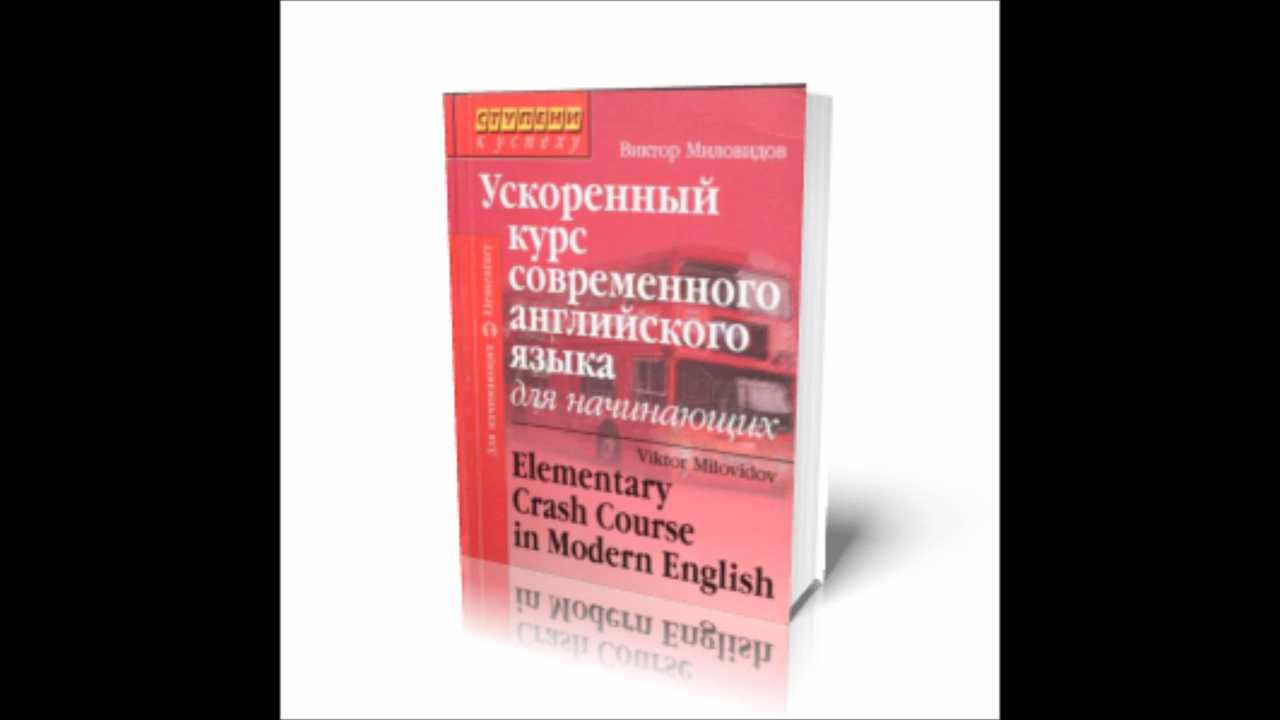 СТУПЕНИ
к успеху
Виктор Миловидов
Ускоренный
курс
современного
английского
языка
для начинающих
Viktor Milovidov
Elementary
Crash Course
in Modern English